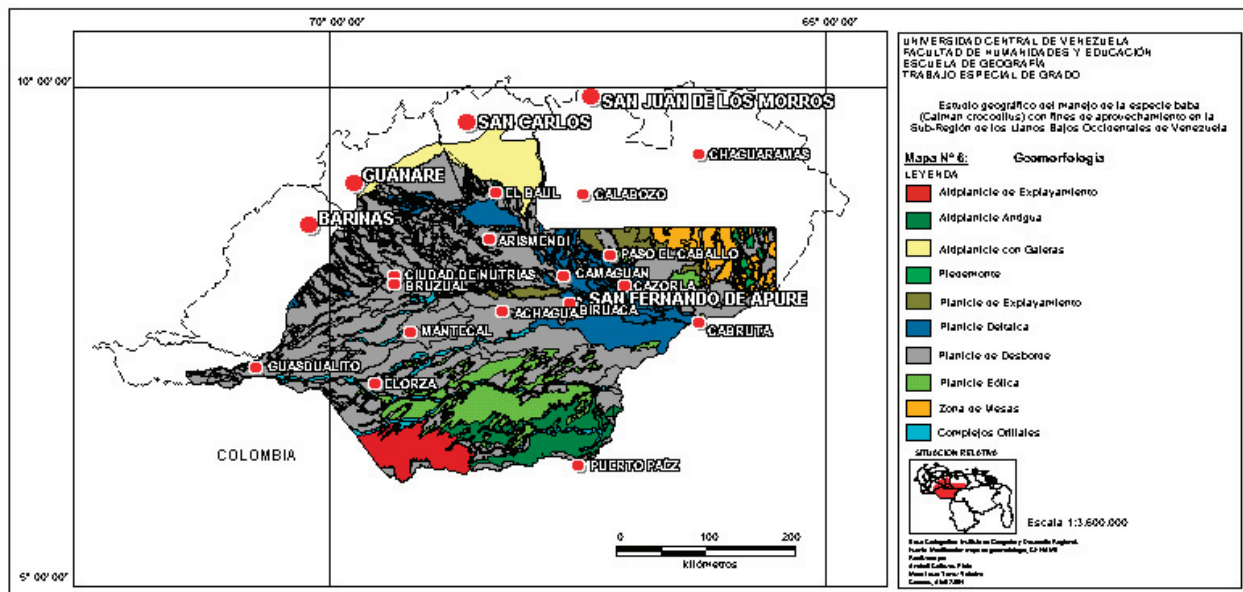 70° 00' 00'
65° 00' 00'
10° 00' 00'
5° 00' 00'
SAN JUAN DE LOS MORROS
SAN CARLOS
CHAGUARAMAS
GUANARE
EL BAUL
CALABOZO
BARINAS
ARISMENDI
PASO EL CABALLO
CIUDAD DE NUTRIAS
CAMAGUAN
BRUZUAL
CAZORLA
SAN FERNANDO DE APURE
ACHAGUA
BIRUACA
MANTECAL
CABRUTA
GUASDUALITO
ELORZA
COLOMBIA
PUERTO PAÉZ
0 100 200
kilómetros
UNIVERSIDAD CENTRAL DE VENEZUELA
FACULTAD DE HUMANIDADES Y EDUCACIÓN
ESCUELA DE GEOGRAFÍA
TRABAJO ESPECIAL DE GRADO
Estudio geográfico del manejo de la especie baba
(Caiman crocodilus) con fines de aprovechamiento en la
Sub-Región de los Llanos Bajos Occidentales de Venezuela
Mapa Nº 6: Geomorfología
LEYENDA
Altiplanicie de Explayamiento
Altiplanicie Antigua
Altiplanicie con Galeras
Piedemonte
Planicie de Explayamiento
Planicie Deltaica
Planicie de Desborde
Planicie Eólica
Zona de Mesas
Complejos Orillales
SITUACION RELATIVA
Escala 1:3.600.000